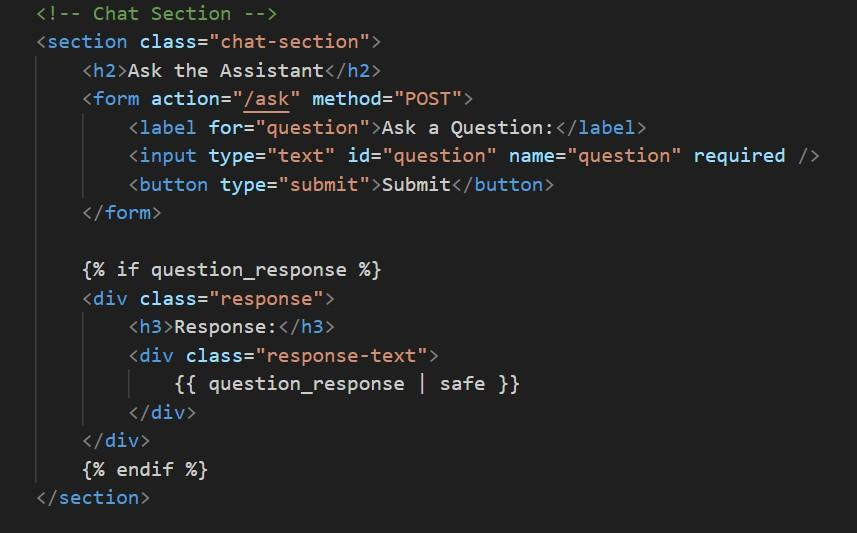 <!-- Chat Section -->
<section class="chat-section">
    <h2>Ask the Assistant</h2>
    <form action="/ask" method="POST">
        <label for="question">Ask a Question:</label>
        <input type="text" id="question" name="question" required />
        <button type="submit">Submit</button>
    </form>

    {% if question_response %}
    <div class="response">
        <h3>Response:</h3>
        <div class="response-text">
            {{ question_response | safe }}
        </div>
    </div>
    {% endif %}
</section>